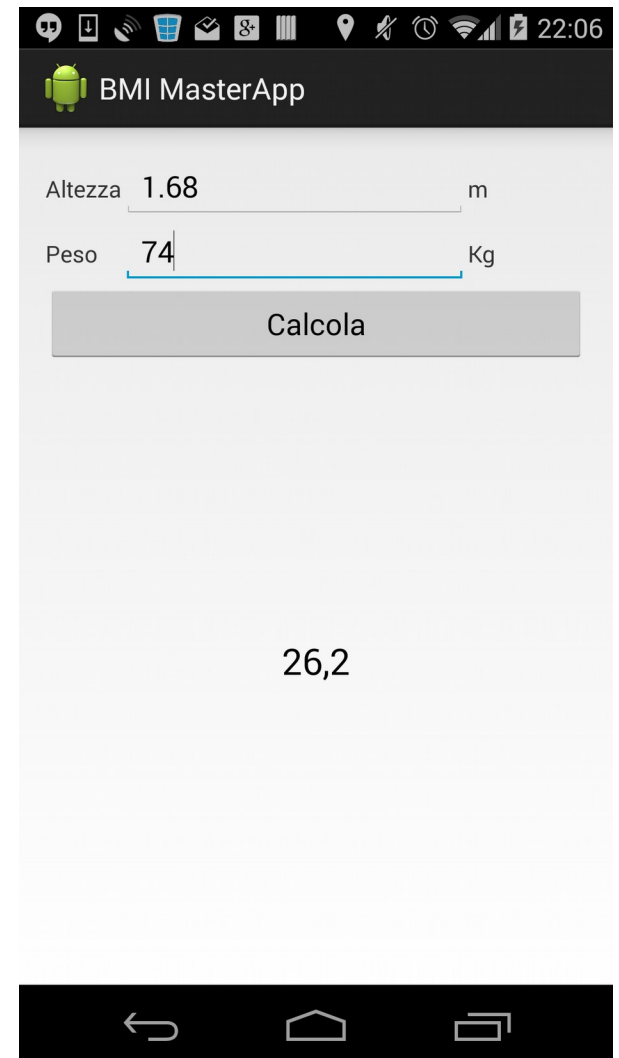 22:06
BMI MasterApp
Altezza 1.68 m
Peso 74 Kg
Calcola
26,2